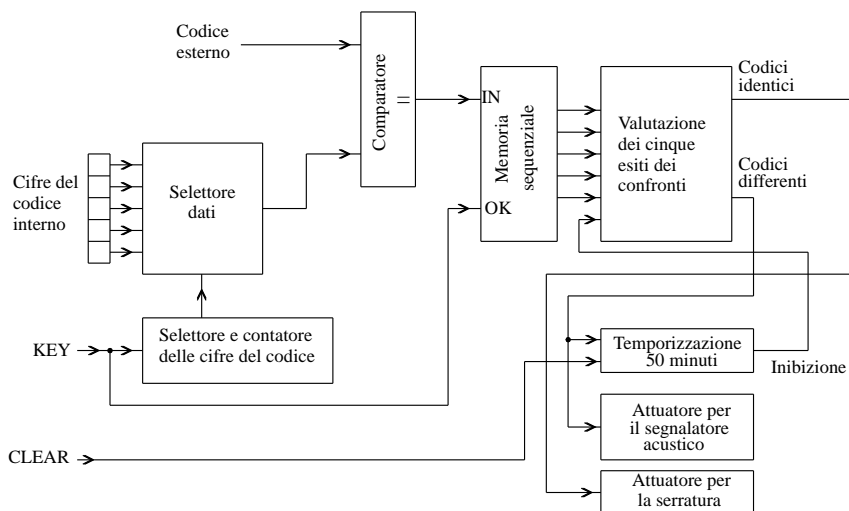 Codice
esterno
Comparatore
=
Cifre del
codice
interno
Selettore
dati
IN
OK
Memoria
sequenziale
Valutazione
dei cinque
esiti dei
confronti
Codici
identici
Codici
differenti
KEY
Selettore e contatore
delle cifre del codice
Temporizzazione
50 minuti
Inibizione
Attuatore per
il segnalatore
acustico
CLEAR
Attuatore per
la serratura